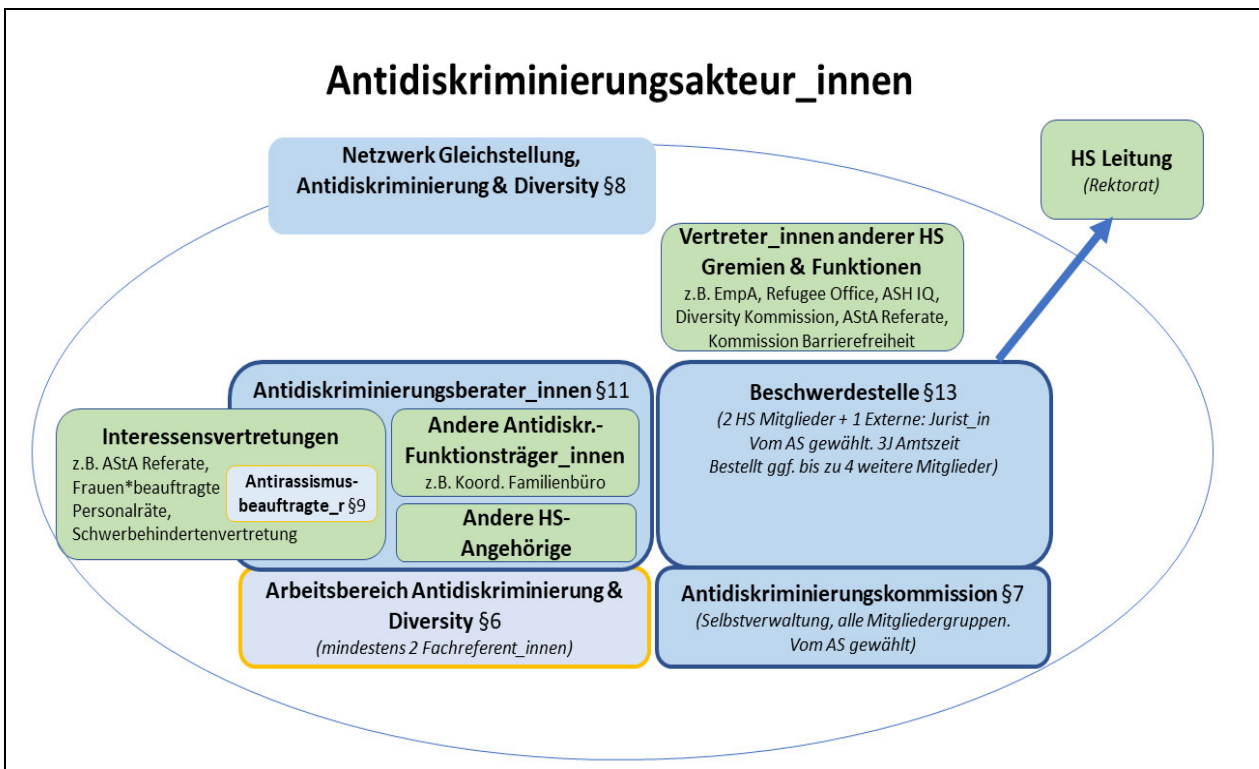 Antidiskriminierungsakteur_innen
Netzwerk Gleichstellung,
Antidiskriminierung & Diversity §8
HS Leitung
(Rektorat)
Vertreter_innen anderer HS
Gremien & Funktionen
z.B. EmpA, Refugee Office, ASH IQ,
Diversity Kommission, AStA Referate,
Kommission Barrierefreiheit
Antidiskriminierungsberater_innen §11
Interessensvertretungen
z.B. AStA Referate,
Frauen*beauftragte
Personalräte,
Schwerbehindertenvertretung
Antirassismus-
beauftragte_r §9
Andere Antidiskr.-
Funktionsträger_innen
z.B. Koord. Familienbüro
Andere HS-
Angehörige
Beschwerdestelle §13
(2 HS Mitglieder + 1 Externe: Jurist_in
Vom AS gewählt. 3J Amtszeit
Bestellt ggf. bis zu 4 weitere Mitglieder)
Arbeitsbereich Antidiskriminierung &
Diversity §6
(mindestens 2 Fachreferent_innen)
Antidiskriminierungskommission §7
(Selbstverwaltung, alle Mitgliedergruppen.
Vom AS gewählt)